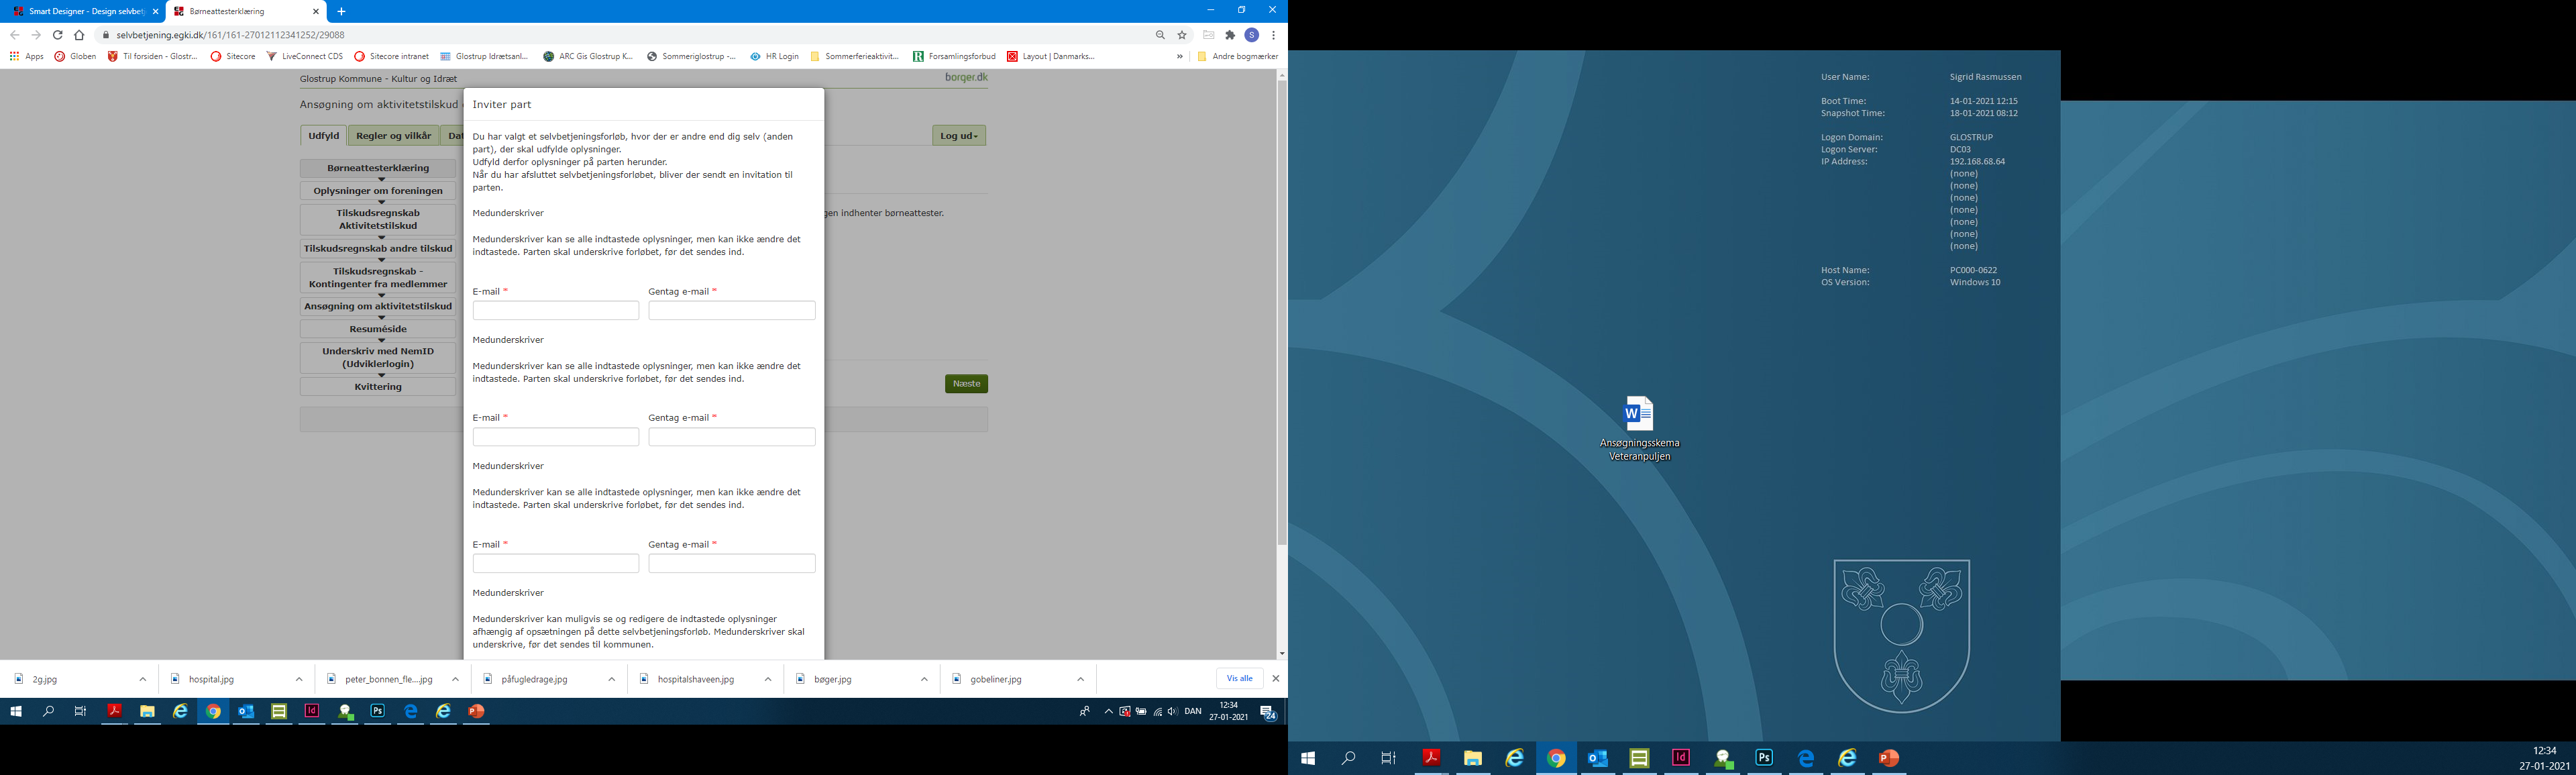 Smart Designer - Design selvbetj
Børneattesterklæring
selvbetjening.egki.dk/161/161-27012112341252/29088
S
Apps
Globen
Til forsiden - Glostr...
Sitecore
LiveConnect CDS
Sitecore intranet
Glostrup Idrætsanl...
ARC Gis Glostrup K...
Sommeriglostrup -...
HR Login
Sommerferieaktivit...
Forsamlingsforbud
Layout | Danmarks...
»
Andre bogmærker
Glostrup Kommune - Kultur og Idræt
borger.dk
Ansøgning om aktivitetstilskud
Udfyld
Regler og vilkår
Dat
Log ud
Børneattesterklæring
Oplysninger om foreningen
Tilskudsregnskab
Aktivitetstilskud
Tilskudsregnskab andre tilskud
Tilskudsregnskab -
Kontingenter fra medlemmer
Ansøgning om aktivitetstilskud
Resuméside
Underskriv med NemID
(Udviklerlogin)
Kvittering
gen indhenter børneattester.
Næste
Inviter part
Du har valgt et selvbetjeningsforløb, hvor der er andre end dig selv (anden
part), der skal udfylde oplysninger.
Udfyld derfor oplysninger på parten herunder.
Når du har afsluttet selvbetjeningsforløbet, bliver der sendt en invitation til
parten.
Medunderskriver
Medunderskriver kan se alle indtastede oplysninger, men kan ikke ændre det
indtastede. Parten skal underskrive forløbet, før det sendes ind.
E-mail * Gentag e-mail *
Medunderskriver
Medunderskriver kan se alle indtastede oplysninger, men kan ikke ændre det
indtastede. Parten skal underskrive forløbet, før det sendes ind.
E-mail * Gentag e-mail *
Medunderskriver
Medunderskriver kan se alle indtastede oplysninger, men kan ikke ændre det
indtastede. Parten skal underskrive forløbet, før det sendes ind.
E-mail * Gentag e-mail *
Medunderskriver
Medunderskriver kan muligvis se og redigere de indtastede oplysninger
afhængig af opsætningen på dette selvbetjeningsforløb. Medunderskriver skal
underskrive, før det sendes til kommunen.
2g.jpg
hospital.jpg
peter_bonnen_fle....jpg
påfugledrage.jpg
hospitalshaveen.jpg
bøger.jpg
gobeliner.jpg
Vis alle
DAN
12:34
27-01-2021
24
User Name: Sigrid Rasmussen
Boot Time: 14-01-2021 12:15
Snapshot Time: 18-01-2021 08:12
Logon Domain: GLOSTRUP
Logon Server: DC03
IP Address: 192.168.68.64
(none)
(none)
(none)
(none)
(none)
(none)
(none)
Host Name: PC000-0622
OS Version: Windows 10
Ansøgningsskema
Veteranpuljen
12:34
27-01-2021